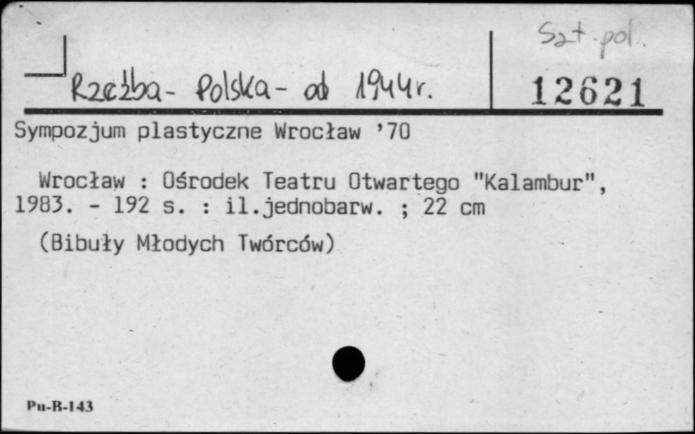 Szt. pol.
Rzeźba - Polska - od 1944 r.
12621
Sympozjum plastyczne Wrocław '70
Wrocław : Ośrodek Teatru Otwartego "Kalambur",
1983. - 192 s. : il.jednobarw. ; 22 cm
(Bibuły Młodych Twórców)
Pu-B-143